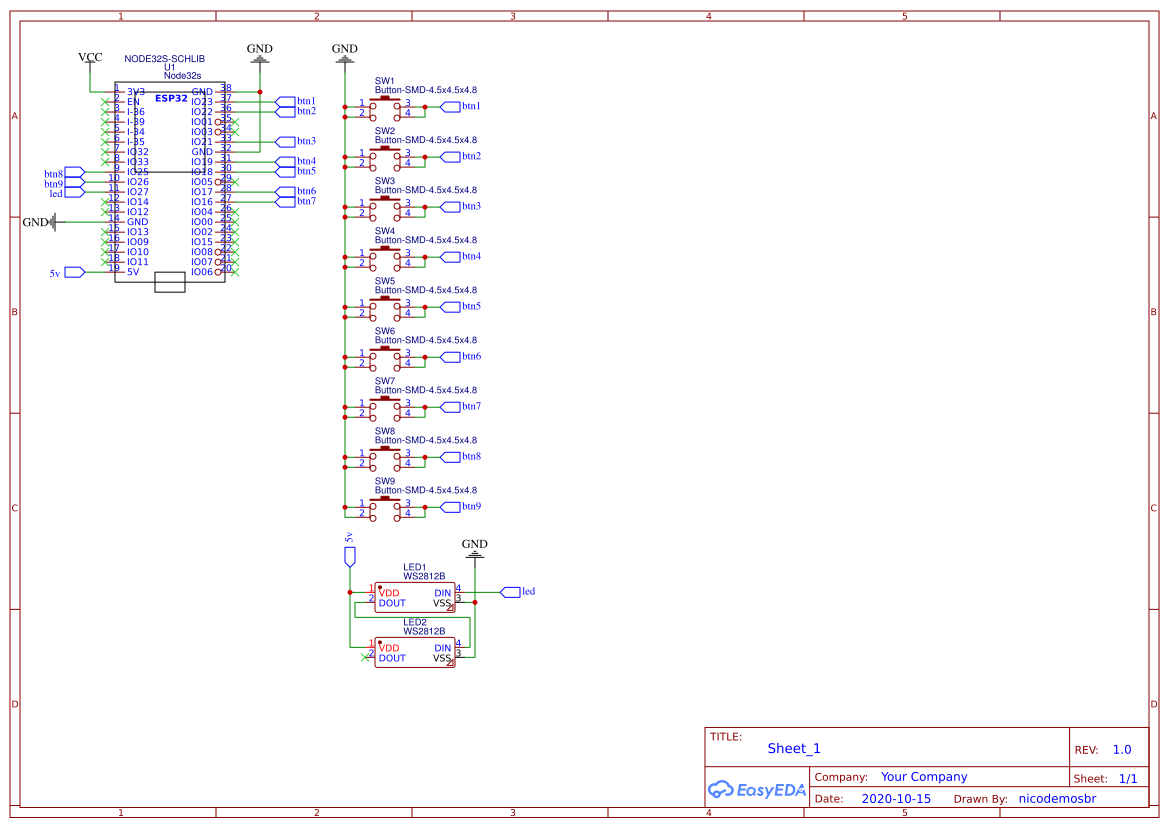 1 2 3 4 5
A A
B B
C C
D D
VCC
GND
GND
NODE32S-SCHLIB
U1
Node32s
ESP32
1 3V3 GND 38
2 EN IO23 37 btn1
3 I-36 IO22 36 btn2
4 I-39 IO01 35
5 I-34 IO03 34
6 I-35 IO21 33 btn3
7 IO32 GND 32
8 IO33 IO19 31 btn4
btn8 9 IO25 IO18 30 btn5
btn9 10 IO26 IO05 29
led 11 IO27 IO17 28 btn6
12 IO14 IO16 27 btn7
13 IO12 IO04 26
GND 14 GND IO00 25
15 IO13 IO02 24
16 IO09 IO15 23
17 IO10 IO08 22
18 IO11 IO07 21
5v 19 5V IO06 20
SW1
Button-SMD-4.5x4.5x4.8
1 3 btn1
2 4
SW2
Button-SMD-4.5x4.5x4.8
1 3 btn2
2 4
SW3
Button-SMD-4.5x4.5x4.8
1 3 btn3
2 4
SW4
Button-SMD-4.5x4.5x4.8
1 3 btn4
2 4
SW5
Button-SMD-4.5x4.5x4.8
1 3 btn5
2 4
SW6
Button-SMD-4.5x4.5x4.8
1 3 btn6
2 4
SW7
Button-SMD-4.5x4.5x4.8
1 3 btn7
2 4
SW8
Button-SMD-4.5x4.5x4.8
1 3 btn8
2 4
SW9
Button-SMD-4.5x4.5x4.8
1 3 btn9
2 4
5v
GND
LED1
WS2812B
1 VDD DIN 4 led
2 DOUT VSS 3
LED2
WS2812B
1 VDD DIN 4
2 DOUT VSS 3
TITLE:
Sheet_1
REV: 1.0
EasyEDA
Company: Your Company
Sheet: 1/1
Date: 2020-10-15 Drawn By: nicodemosbr
1 2 3 4 5